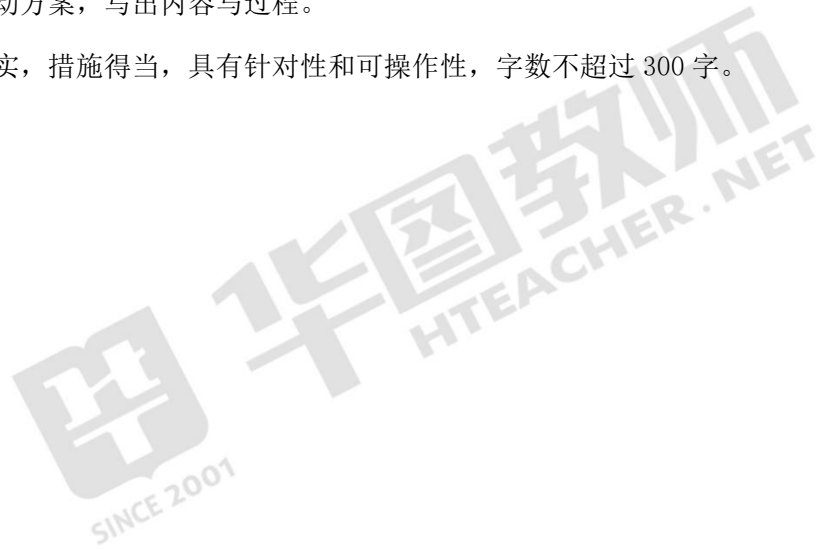 动方案，写出内容与过程。
实，措施得当，具有针对性和可操作性，字数不超过 300 字。
华图教师
HTEACHER.NET
SINCE 2001